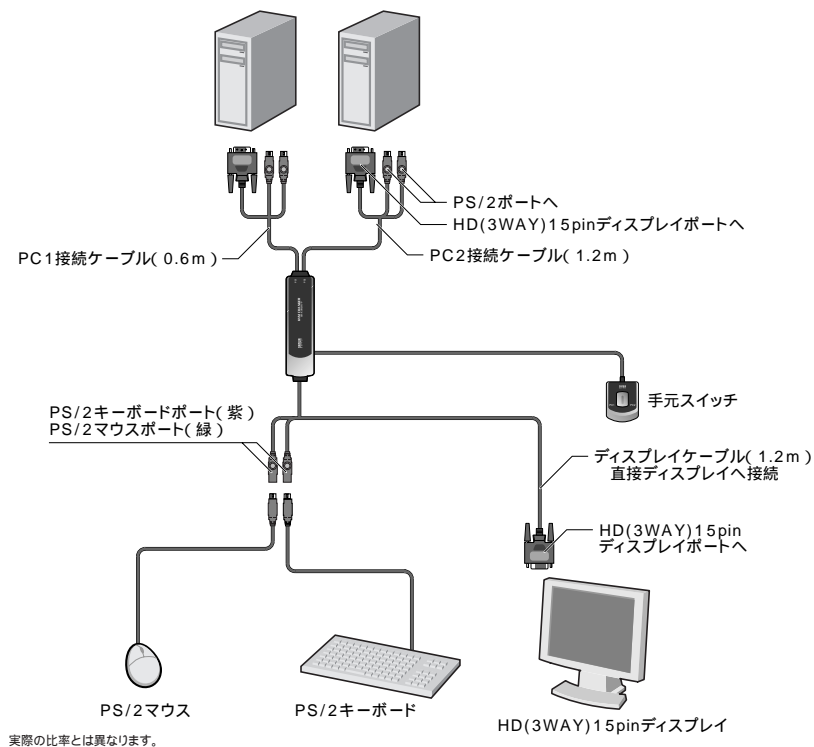 PS/2ポートへ
HD(3WAY)15pinディスプレイポートへ
PC1接続ケーブル(0.6m)
PC2接続ケーブル(1.2m)
手元スイッチ
PS/2キーボードポート(紫)
PS/2マウスポート(緑)
ディスプレイケーブル(1.2m)
直接ディスプレイへ接続
HD(3WAY)15pin
ディスプレイポートへ
PS/2マウス
PS/2キーボード
HD(3WAY)15pinディスプレイ
実際の比率とは異なります。